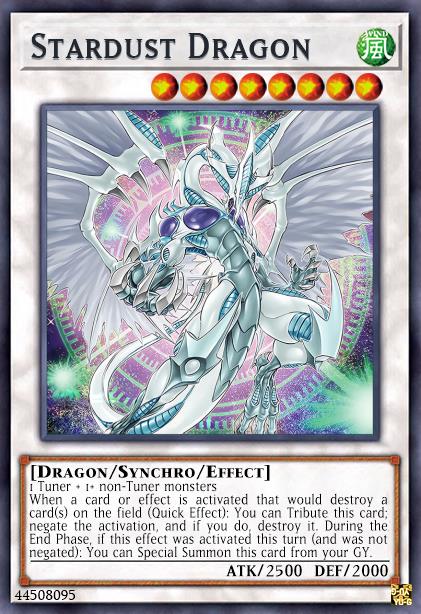 Stardust Dragon
WIND
風
[Dragon/Synchro/Effect]
1 Tuner + 1+ non-Tuner monsters
When a card or effect is activated that would destroy a
card(s) on the field (Quick Effect): You can Tribute this card;
negate the activation, and if you do, destroy it. During the
End Phase, if this effect was activated this turn (and was not
negated): You can Special Summon this card from your GY.
ATK/2500 DEF/2000
44508095